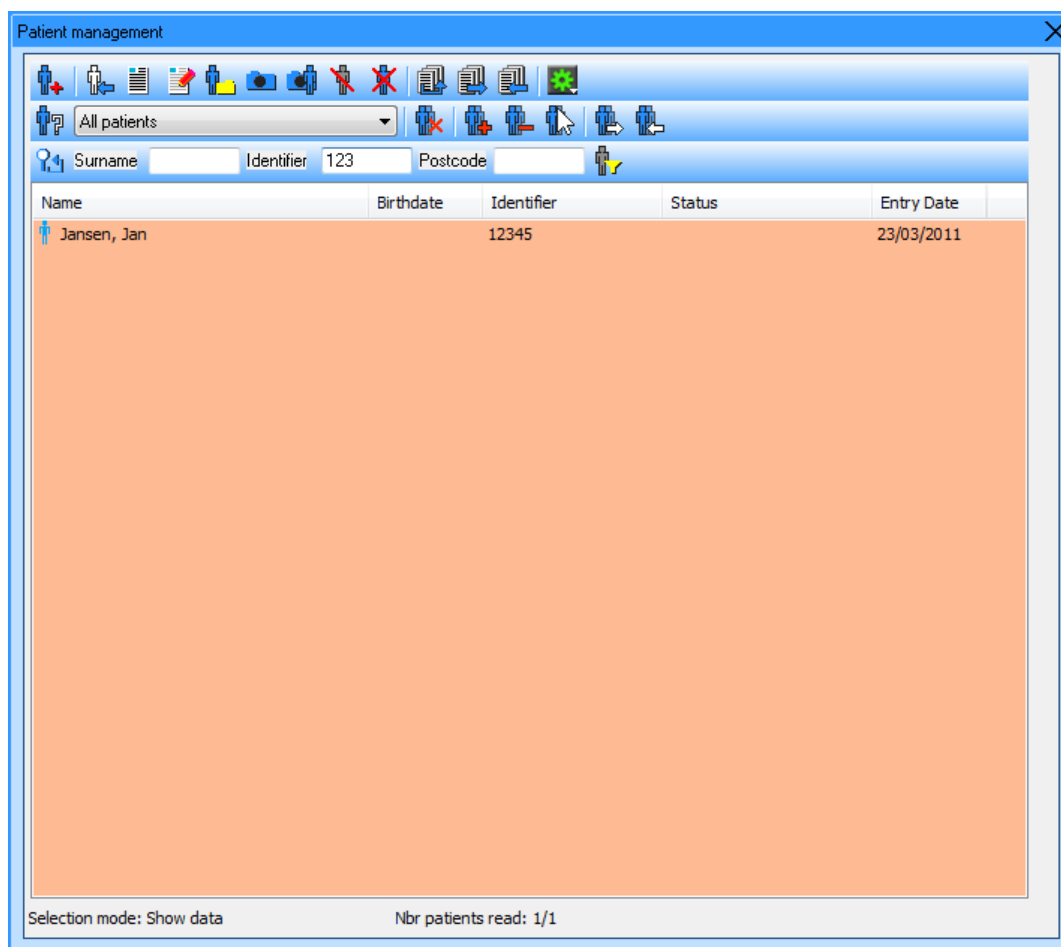 Patient management
All patients
Surname Identifier 123 Postcode
Name Birthdate Identifier Status Entry Date
Jansen, Jan 12345 23/03/2011
Selection mode: Show data Nbr patients read: 1/1